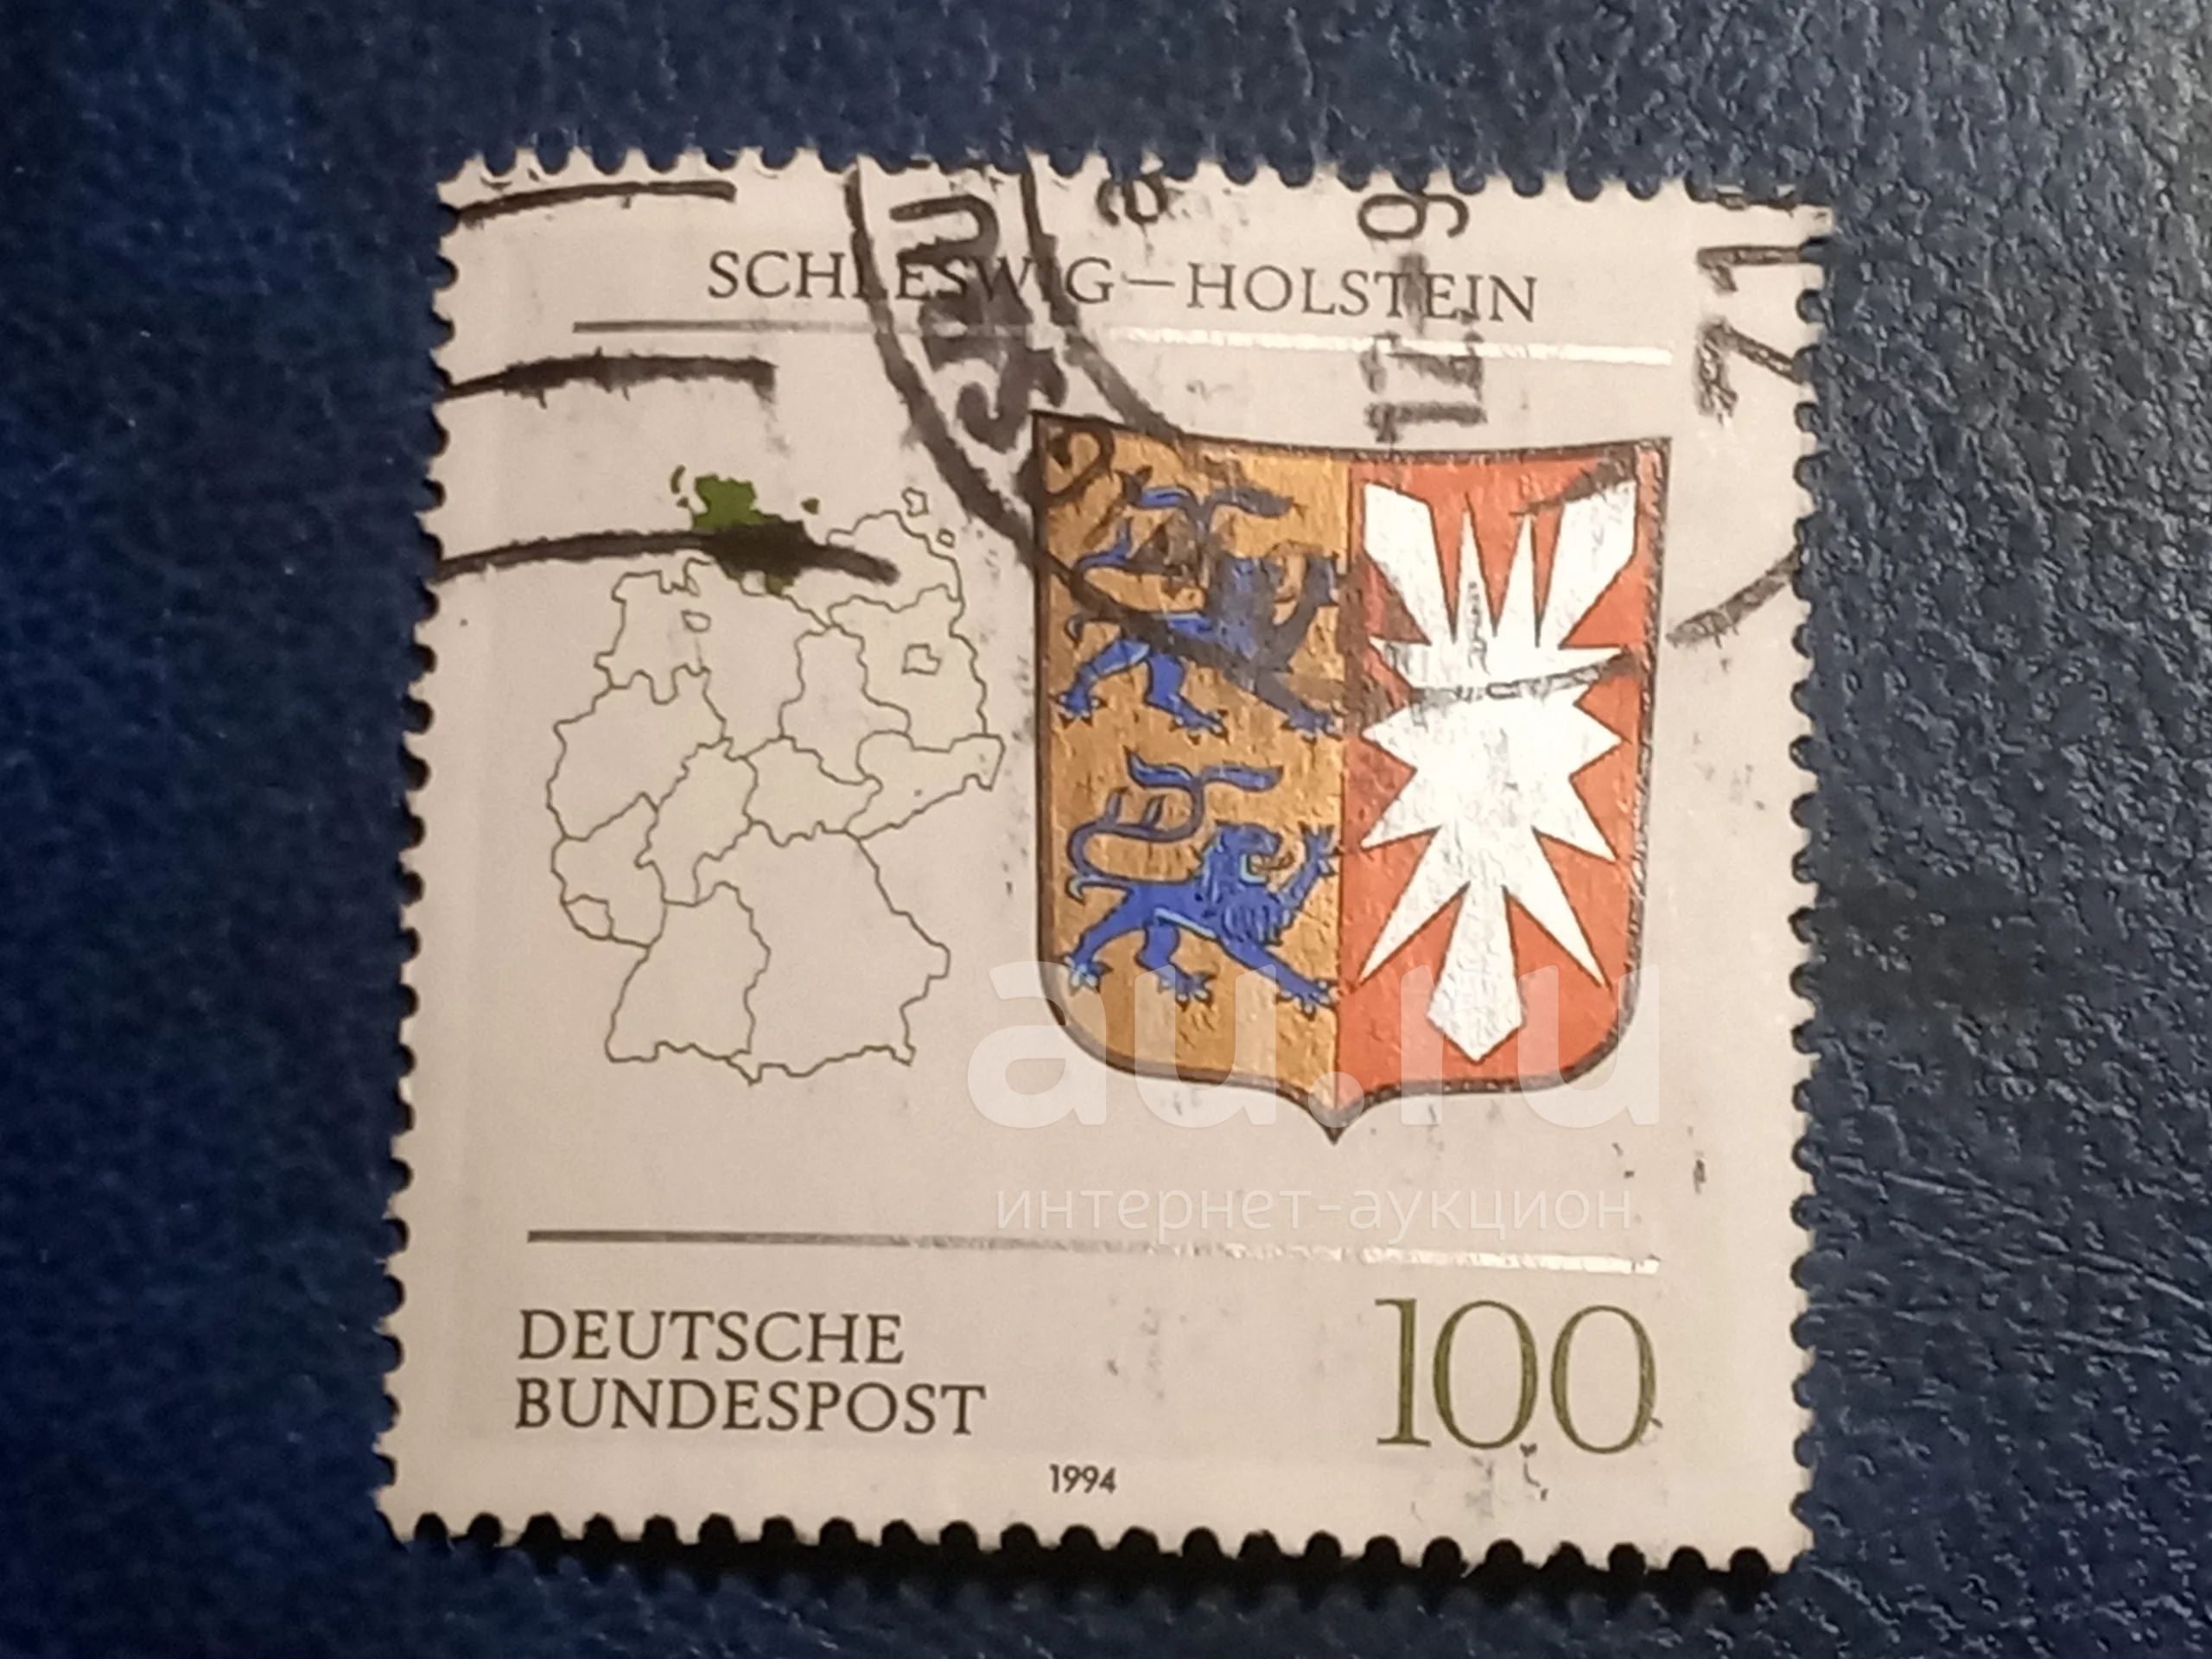 SCHLESWIG-HOLSTEIN
au.ru
интернет-аукцион
DEUTSCHE
BUNDESPOST
100
1994